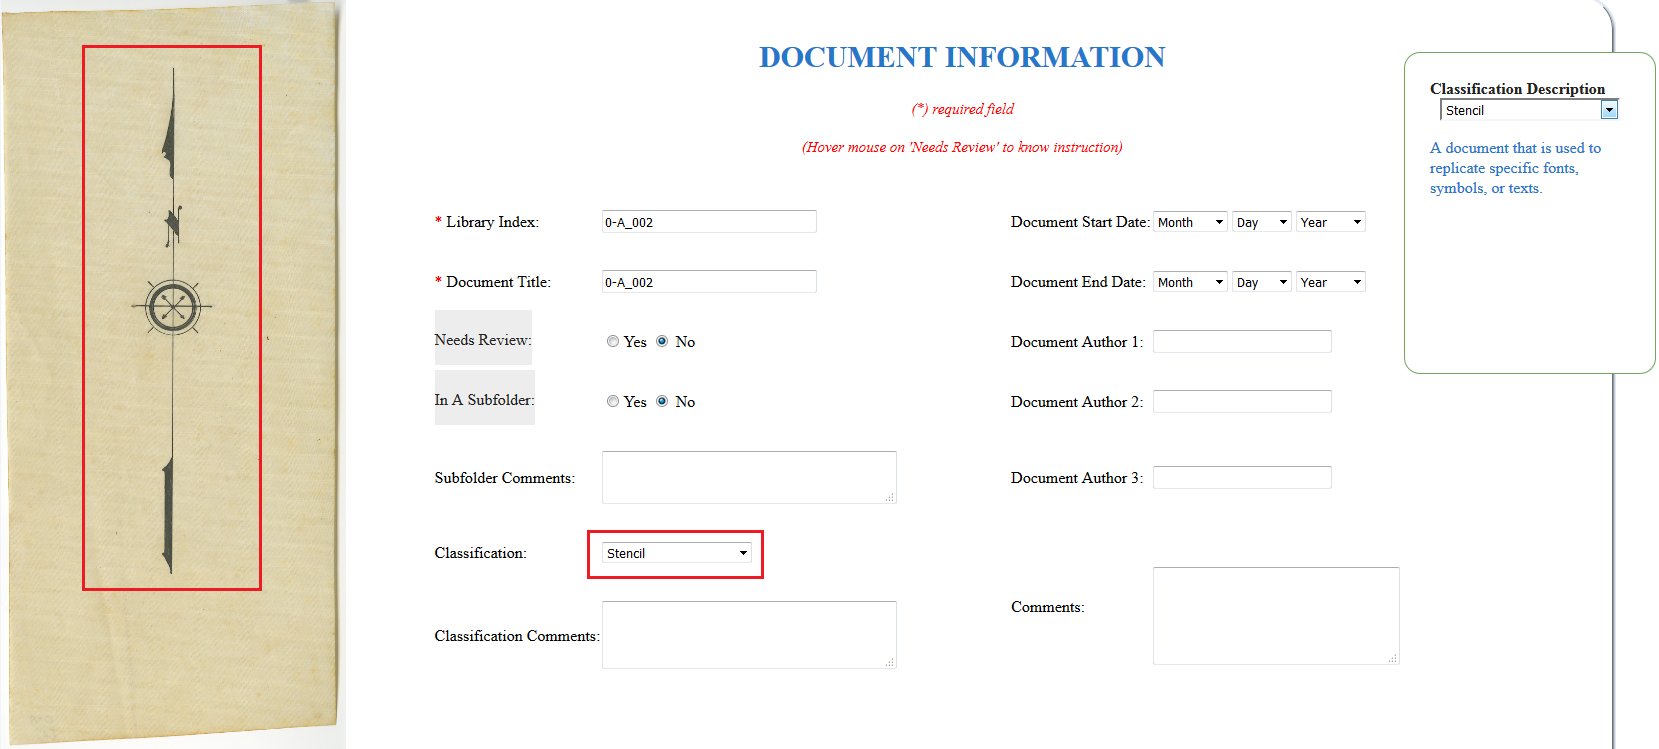 DOCUMENT INFORMATION
(*) required field
(Hover mouse on 'Needs Review' to know instruction)
* Library Index: 0-A_002
* Document Title: 0-A_002
Needs Review: Yes No
In A Subfolder: Yes No
Subfolder Comments:
Classification: Stencil
Classification Comments:
Document Start Date: Month Day Year
Document End Date: Month Day Year
Document Author 1:
Document Author 2:
Document Author 3:
Comments:
Classification Description
Stencil
A document that is used to
replicate specific fonts,
symbols, or texts.